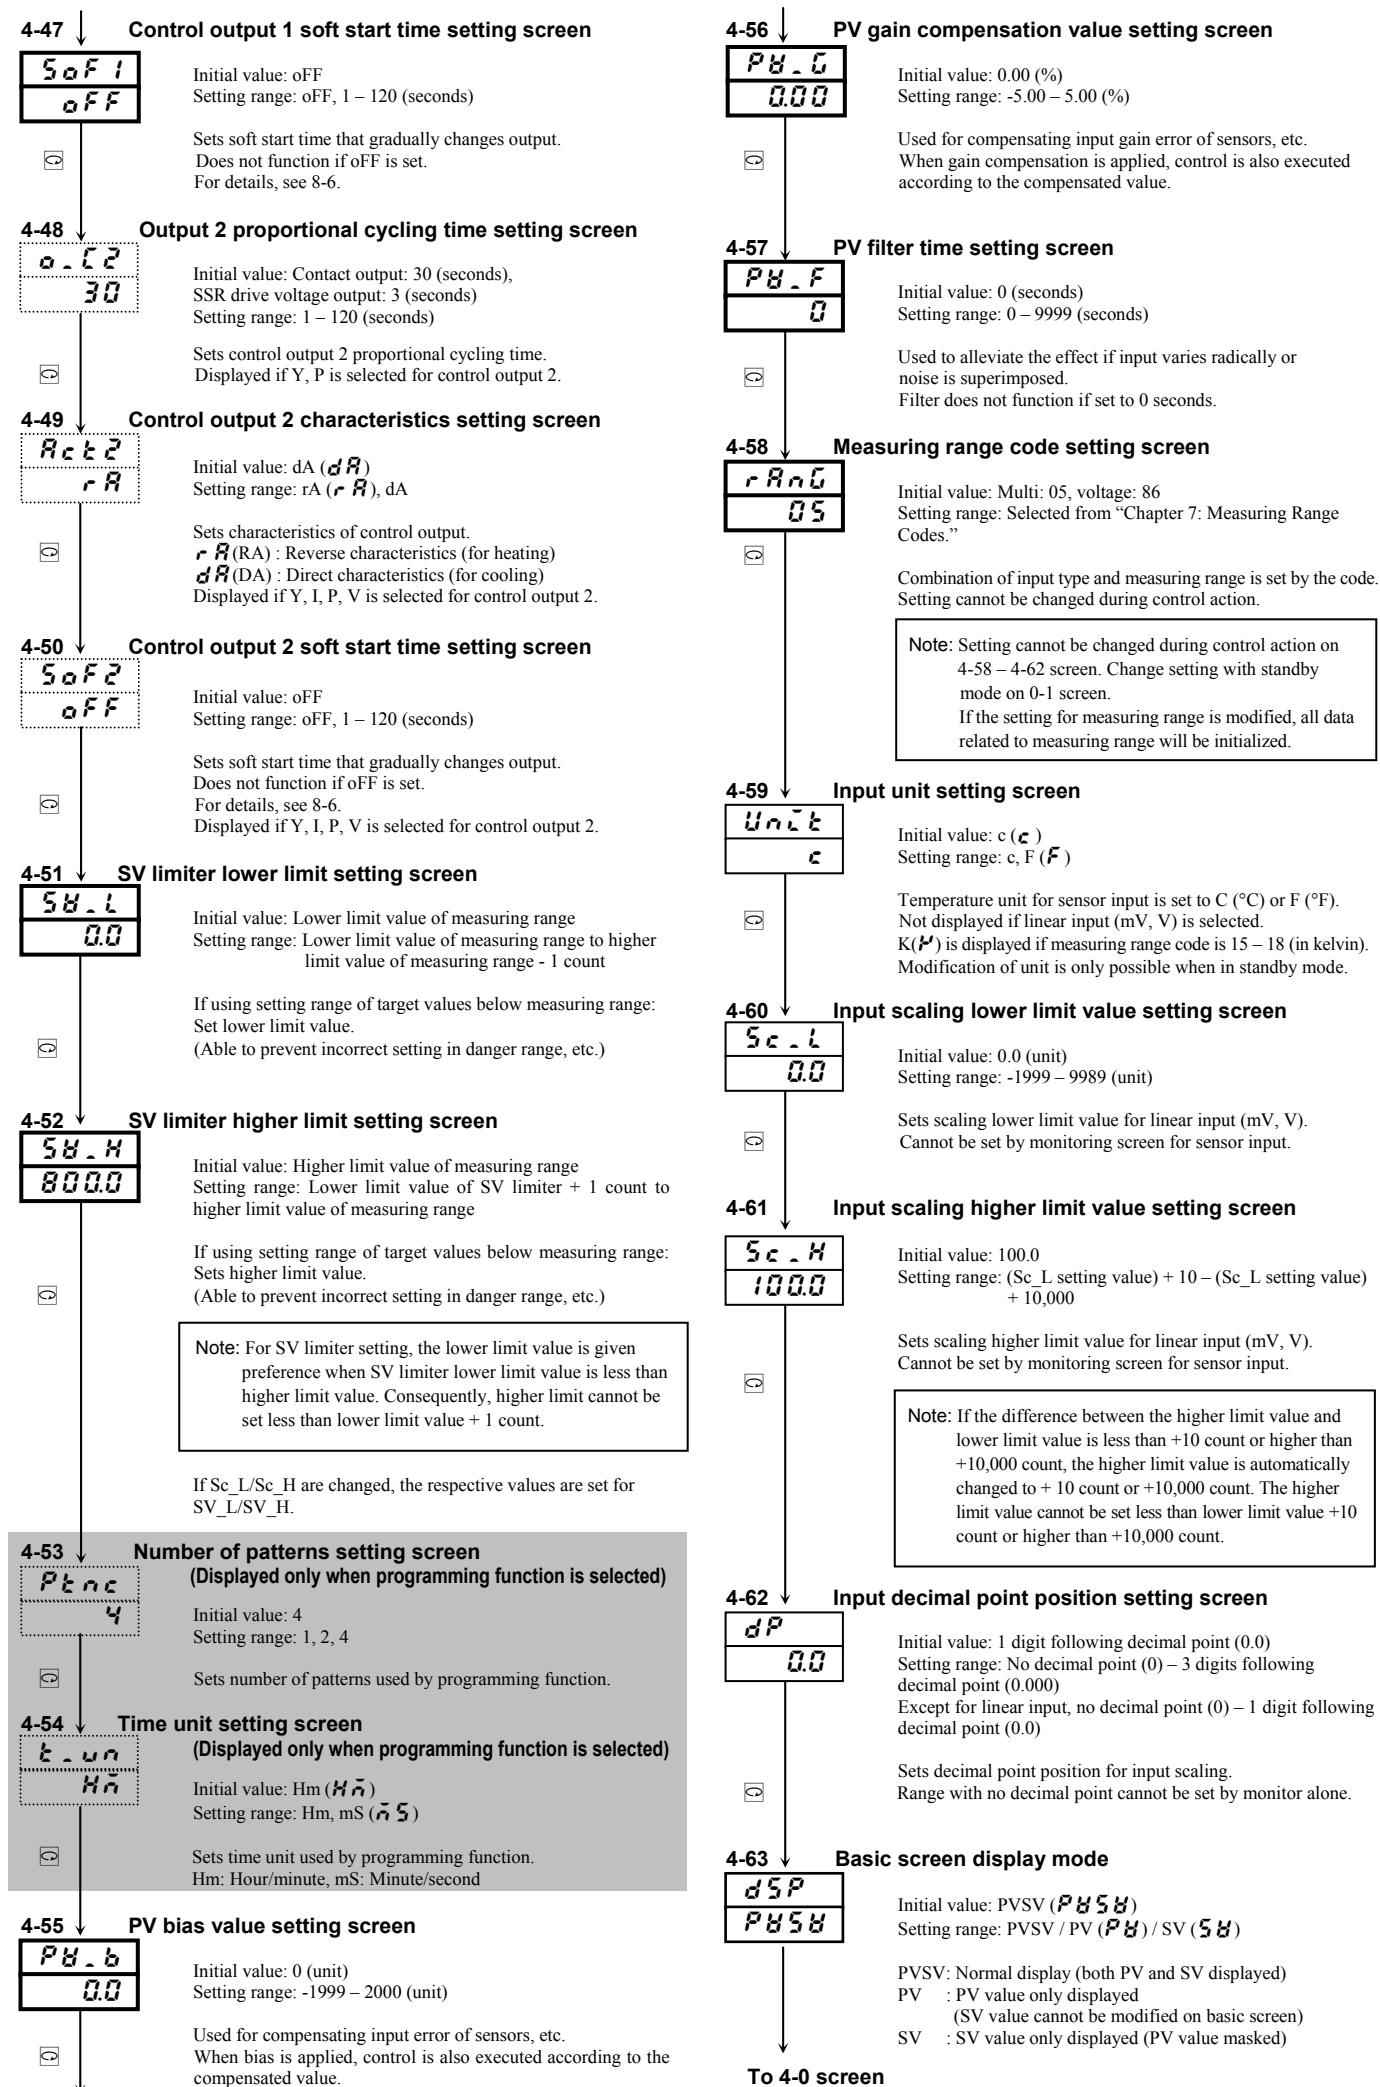 4-47 Control output 1 soft start time setting screen
SoF1
oFF
Initial value: oFF
Setting range: oFF, 1 – 120 (seconds)
Sets soft start time that gradually changes output.
Does not function if oFF is set.
For details, see 8-6.
4-48 Output 2 proportional cycling time setting screen
o_C2
30
Initial value: Contact output: 30 (seconds),
SSR drive voltage output: 3 (seconds)
Setting range: 1 – 120 (seconds)
Sets control output 2 proportional cycling time.
Displayed if Y, P is selected for control output 2.
4-49 Control output 2 characteristics setting screen
Act2
rA
Initial value: dA (dA)
Setting range: rA (rA), dA
Sets characteristics of control output.
rA(RA) : Reverse characteristics (for heating)
dA(DA) : Direct characteristics (for cooling)
Displayed if Y, I, P, V is selected for control output 2.
4-50 Control output 2 soft start time setting screen
SoF2
oFF
Initial value: oFF
Setting range: oFF, 1 – 120 (seconds)
Sets soft start time that gradually changes output.
Does not function if oFF is set.
For details, see 8-6.
Displayed if Y, I, P, V is selected for control output 2.
4-51 SV limiter lower limit setting screen
SV_L
0.0
Initial value: Lower limit value of measuring range
Setting range: Lower limit value of measuring range to higher
limit value of measuring range - 1 count
If using setting range of target values below measuring range:
Set lower limit value.
(Able to prevent incorrect setting in danger range, etc.)
4-52 SV limiter higher limit setting screen
SV_H
800.0
Initial value: Higher limit value of measuring range
Setting range: Lower limit value of SV limiter + 1 count to
higher limit value of measuring range
If using setting range of target values below measuring range:
Sets higher limit value.
(Able to prevent incorrect setting in danger range, etc.)
Note: For SV limiter setting, the lower limit value is given
preference when SV limiter lower limit value is less than
higher limit value. Consequently, higher limit cannot be
set less than lower limit value + 1 count.
If Sc_L/Sc_H are changed, the respective values are set for
SV_L/SV_H.
4-53 Number of patterns setting screen
(Displayed only when programming function is selected)
Ptnc
4
Initial value: 4
Setting range: 1, 2, 4
Sets number of patterns used by programming function.
4-54 Time unit setting screen
(Displayed only when programming function is selected)
t_un
Hm
Initial value: Hm (Hm)
Setting range: Hm, mS (mS)
Sets time unit used by programming function.
Hm: Hour/minute, mS: Minute/second
4-55 PV bias value setting screen
PV_b
0.0
Initial value: 0 (unit)
Setting range: -1999 – 2000 (unit)
Used for compensating input error of sensors, etc.
When bias is applied, control is also executed according to the
compensated value.
4-56 PV gain compensation value setting screen
PV_G
0.00
Initial value: 0.00 (%)
Setting range: -5.00 – 5.00 (%)
Used for compensating input gain error of sensors, etc.
When gain compensation is applied, control is also executed
according to the compensated value.
4-57 PV filter time setting screen
PV_F
0
Initial value: 0 (seconds)
Setting range: 0 – 9999 (seconds)
Used to alleviate the effect if input varies radically or
noise is superimposed.
Filter does not function if set to 0 seconds.
4-58 Measuring range code setting screen
rAnG
05
Initial value: Multi: 05, voltage: 86
Setting range: Selected from “Chapter 7: Measuring Range
Codes.”
Combination of input type and measuring range is set by the code.
Setting cannot be changed during control action.
Note: Setting cannot be changed during control action on
4-58 – 4-62 screen. Change setting with standby
mode on 0-1 screen.
If the setting for measuring range is modified, all data
related to measuring range will be initialized.
4-59 Input unit setting screen
Unit
c
Initial value: c (c)
Setting range: c, F (F)
Temperature unit for sensor input is set to C (°C) or F (°F).
Not displayed if linear input (mV, V) is selected.
K(K) is displayed if measuring range code is 15 – 18 (in kelvin).
Modification of unit is only possible when in standby mode.
4-60 Input scaling lower limit value setting screen
Sc_L
0.0
Initial value: 0.0 (unit)
Setting range: -1999 – 9989 (unit)
Sets scaling lower limit value for linear input (mV, V).
Cannot be set by monitoring screen for sensor input.
4-61 Input scaling higher limit value setting screen
Sc_H
100.0
Initial value: 100.0
Setting range: (Sc_L setting value) + 10 – (Sc_L setting value)
+ 10,000
Sets scaling higher limit value for linear input (mV, V).
Cannot be set by monitoring screen for sensor input.
Note: If the difference between the higher limit value and
lower limit value is less than +10 count or higher than
+10,000 count, the higher limit value is automatically
changed to + 10 count or +10,000 count. The higher
limit value cannot be set less than lower limit value +10
count or higher than +10,000 count.
4-62 Input decimal point position setting screen
dP
0.0
Initial value: 1 digit following decimal point (0.0)
Setting range: No decimal point (0) – 3 digits following
decimal point (0.000)
Except for linear input, no decimal point (0) – 1 digit following
decimal point (0.0)
Sets decimal point position for input scaling.
Range with no decimal point cannot be set by monitor alone.
4-63 Basic screen display mode
dSP
PVSV
Initial value: PVSV (PVSV)
Setting range: PVSV / PV (PV) / SV (SV)
PVSV: Normal display (both PV and SV displayed)
PV : PV value only displayed
(SV value cannot be modified on basic screen)
SV : SV value only displayed (PV value masked)
To 4-0 screen